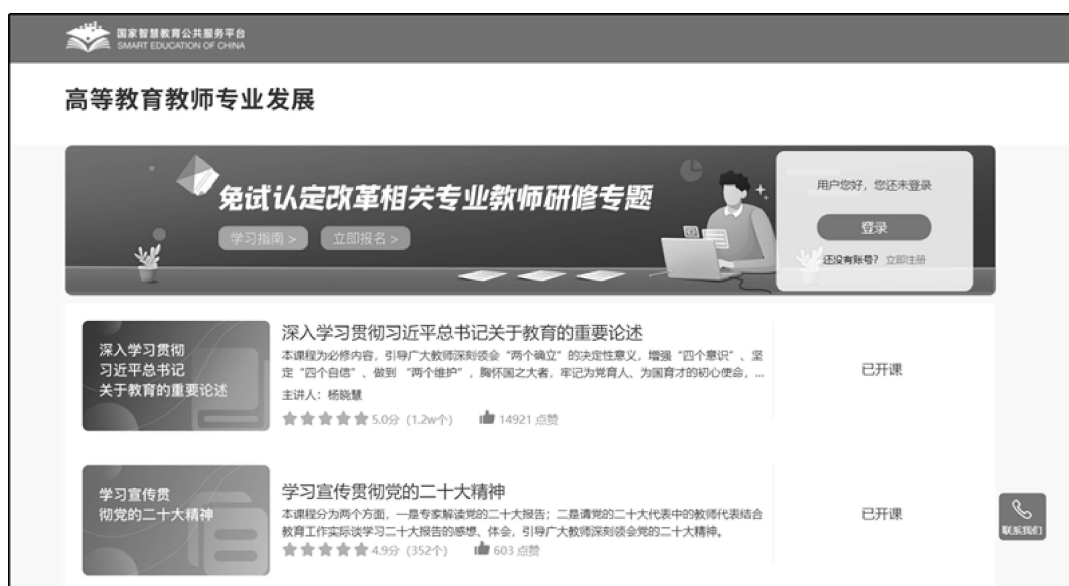 国家智慧教育公共服务平台
SMART EDUCATION OF CHINA
高等教育教师专业发展
免试认定改革相关专业教师研修专题
学习指南 >
立即报名 >
用户您好，您还未登录
登录
还没有账号？ 立即注册
深入学习贯彻
习近平总书记
关于教育的重要论述
深入学习贯彻习近平总书记关于教育的重要论述
本课程为必修内容，引导广大教师深刻领会“两个确立”的决定性意义，增强“四个意识”、坚
定“四个自信”、做到“两个维护”，胸怀国之大者，牢记为党育人、为国育才的初心使命，...
主讲人：杨晓慧
5.0分（1.2w个） 14921 点赞
已开课
学习宣传贯
彻党的二十大精神
学习宣传贯彻党的二十大精神
本课程分为两个方面，一是专家解读党的二十大报告；二是请党的二十大代表中的教师代表结合
教育工作实际谈学习二十大报告的感想、体会，引导广大教师深刻领会党的二十大精神。
4.9分（352个） 603 点赞
已开课
联系我们